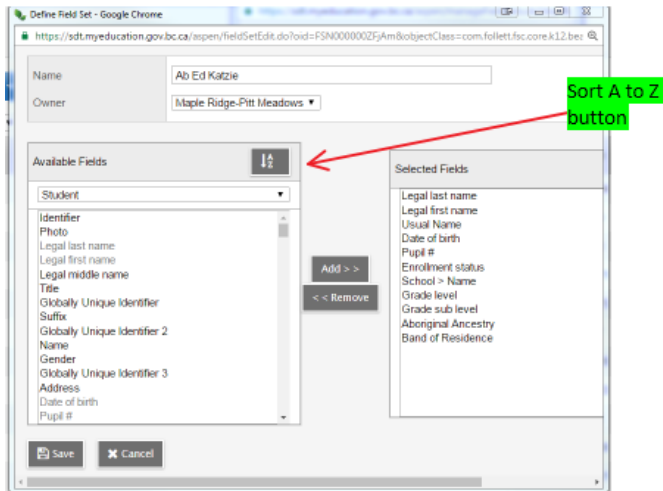 Define Field Set - Google Chrome
https://sdt.myeducation.gov.bc.ca/aspen/fieldSetEdit.do?oid=FSN000000ZFjAm&objectClass=com.follett.fsc.core.k12.bea
Name Ab Ed Katzie
Owner Maple Ridge-Pitt Meadows
Sort A to Z
button
Available Fields
Student
Identifier
Photo
Legal last name
Legal first name
Legal middle name
Title
Globally Unique Identifier
Suffix
Globally Unique Identifier 2
Name
Gender
Globally Unique Identifier 3
Address
Date of birth
Pupil #
Add > >
< < Remove
Selected Fields
Legal last name
Legal first name
Usual Name
Date of birth
Pupil #
Enrollment status
School > Name
Grade level
Grade sub level
Aboriginal Ancestry
Band of Residence
Save
Cancel